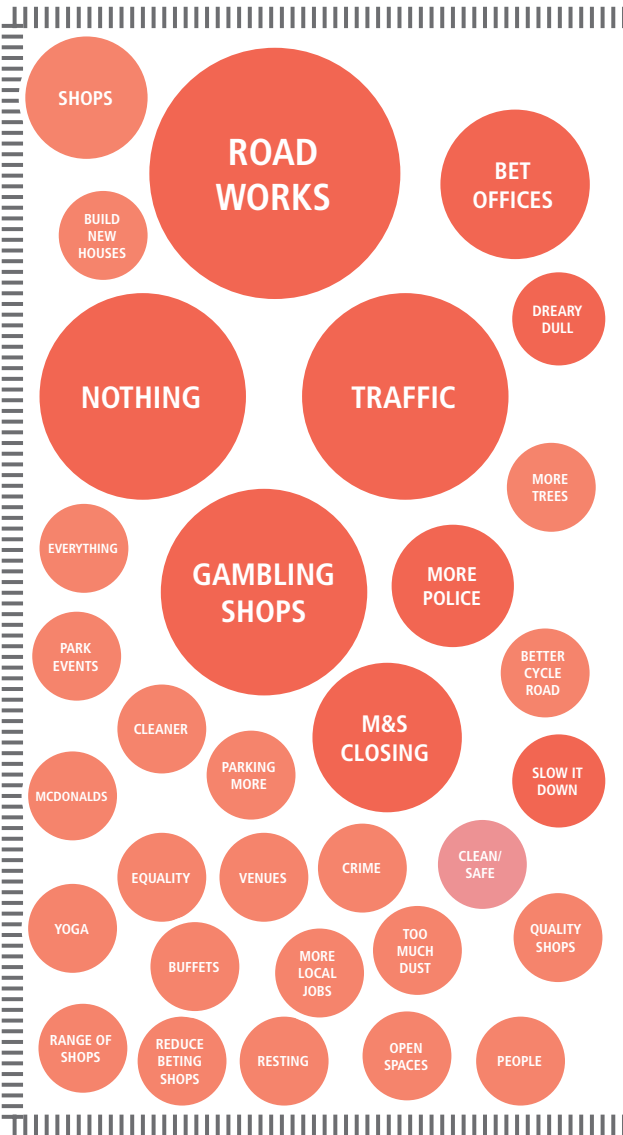 SHOPS
ROAD
WORKS
BET
OFFICES
BUILD
NEW
HOUSES
DREARY
DULL
NOTHING
TRAFFIC
MORE
TREES
EVERYTHING
GAMBLING
SHOPS
MORE
POLICE
PARK
EVENTS
BETTER
CYCLE
ROAD
CLEANER
M&S
CLOSING
PARKING
MORE
MCDONALDS
SLOW IT
DOWN
EQUALITY
VENUES
CRIME
CLEAN/
SAFE
YOGA
BUFFETS
MORE
LOCAL
JOBS
TOO
MUCH
DUST
QUALITY
SHOPS
RANGE OF
SHOPS
REDUCE
BETING
SHOPS
RESTING
OPEN
SPACES
PEOPLE